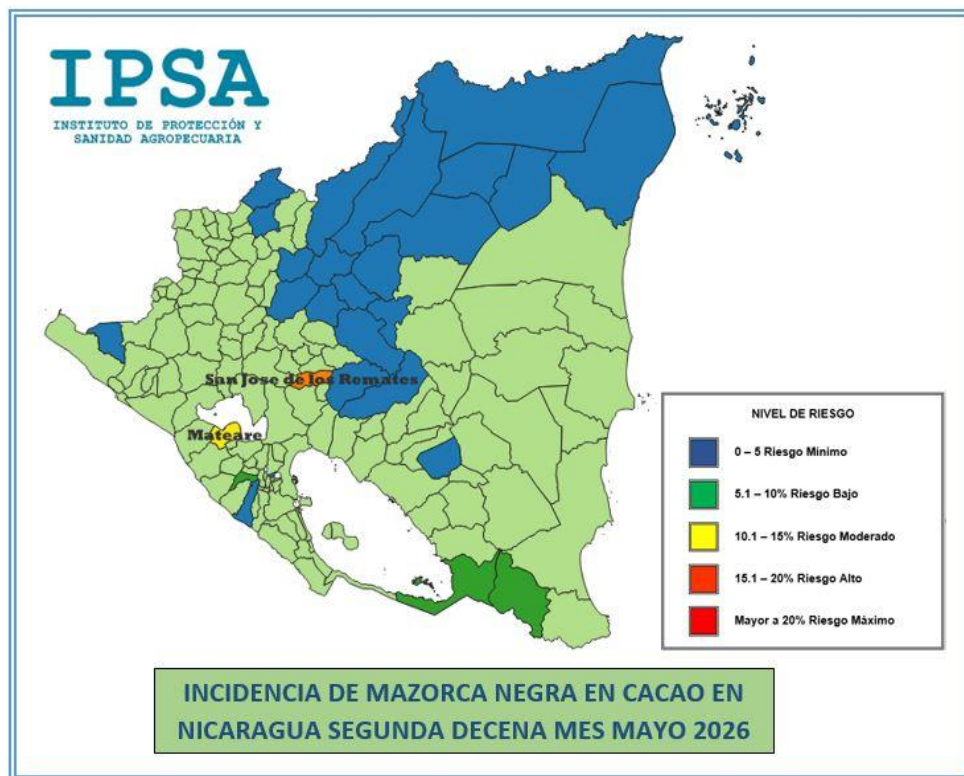 IPSA
INSTITUTO DE PROTECCIÓN Y
SANIDAD AGROPECUARIA
San Jose de los Remates
Mateare
NIVEL DE RIESGO
0 – 5 Riesgo Mínimo
5.1 – 10% Riesgo Bajo
10.1 – 15% Riesgo Moderado
15.1 – 20% Riesgo Alto
Mayor a 20% Riesgo Máximo
INCIDENCIA DE MAZORCA NEGRA EN CACAO EN
NICARAGUA SEGUNDA DECENA MES MAYO 2026